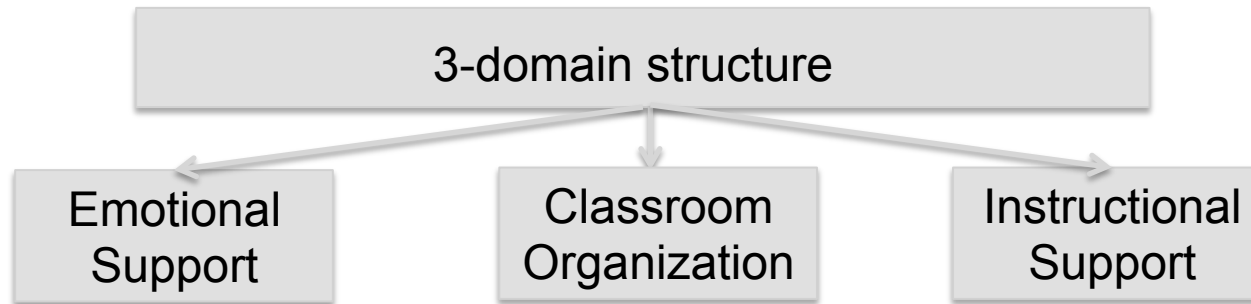 3-domain structure
Emotional
Support
Classroom
Organization
Instructional
Support